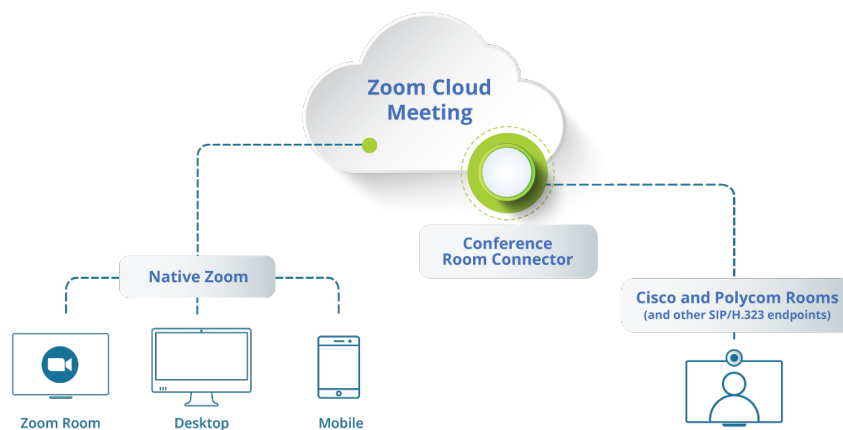 Zoom Cloud
Meeting
Conference
Room Connector
Native Zoom
Cisco and Polycom Rooms
(and other SIP/H.323 endpoints)
Zoom Room
Desktop
Mobile